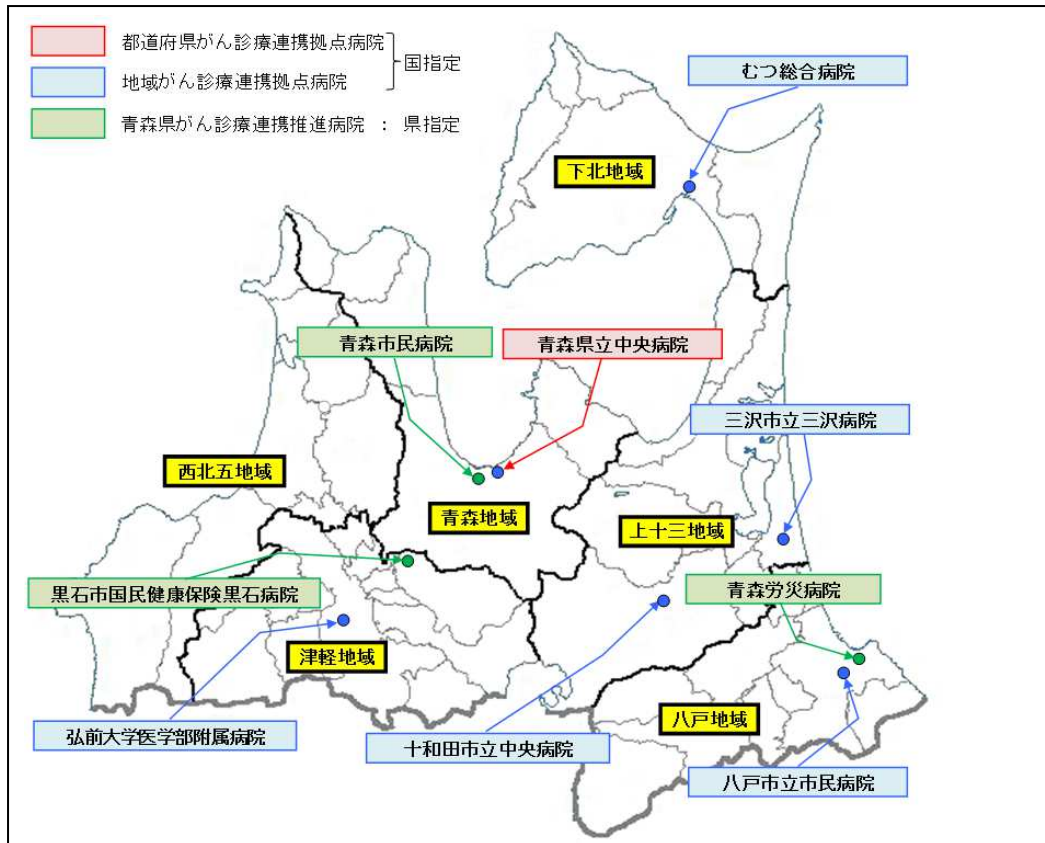 都道府県がん診療連携拠点病院
地域がん診療連携拠点病院
国指定
青森県がん診療連携推進病院 : 県指定
むつ総合病院
下北地域
青森市民病院
青森県立中央病院
三沢市立三沢病院
西北五地域
青森地域
上十三地域
黒石市国民健康保険黒石病院
青森労災病院
津軽地域
八戸地域
弘前大学医学部附属病院
十和田市立中央病院
八戸市立市民病院